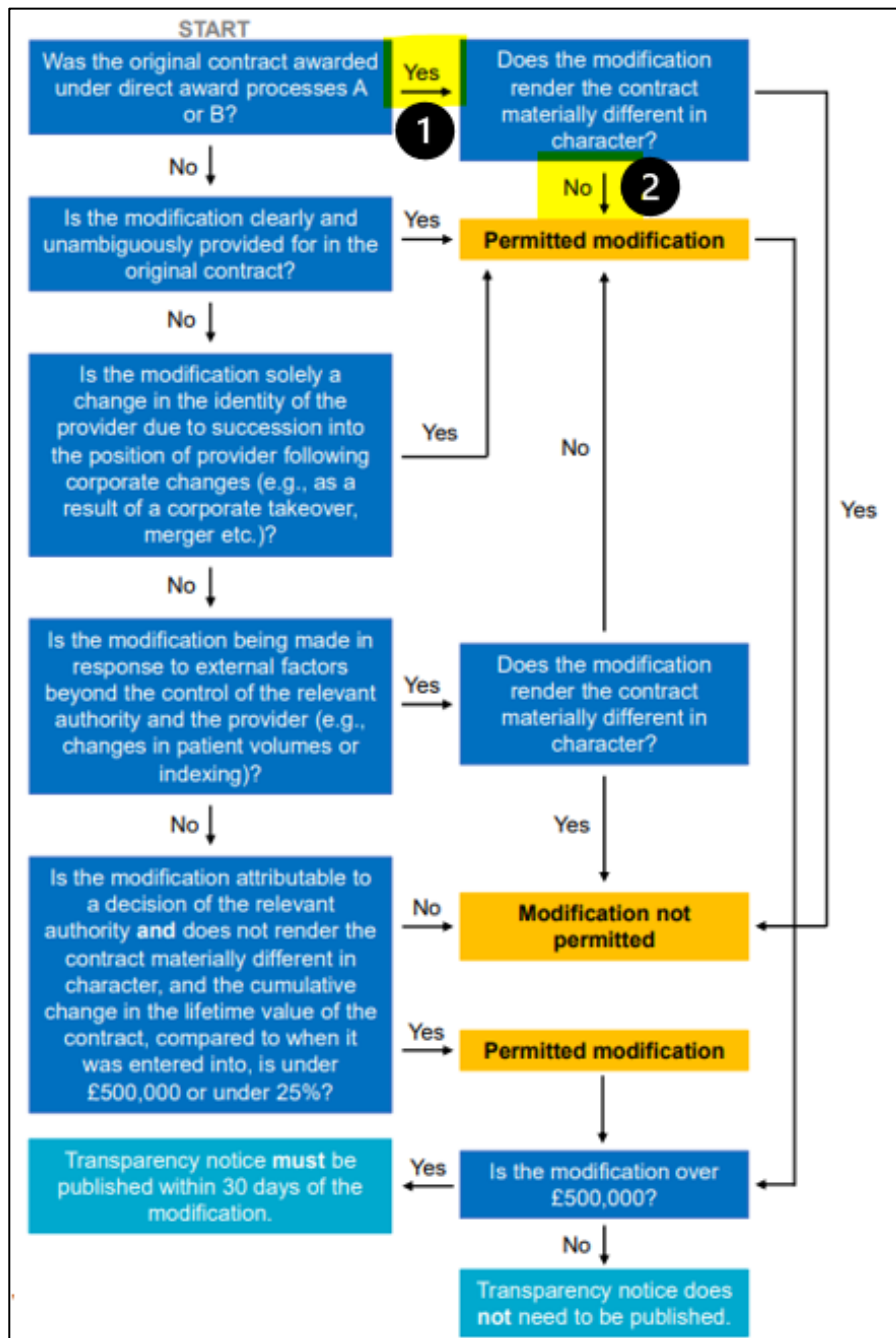 START
Was the original contract awarded
under direct award processes A
or B?
Yes
1
Does the modification
render the contract
materially different in
character?
No
No
2
Is the modification clearly and
unambiguously provided for in the
original contract?
Yes
Permitted modification
No
Is the modification solely a
change in the identity of the
provider due to succession into
the position of provider following
corporate changes (e.g., as a
result of a corporate takeover,
merger etc.)?
Yes
No
Yes
No
Is the modification being made in
response to external factors
beyond the control of the relevant
authority and the provider (e.g.,
changes in patient volumes or
indexing)?
Yes
Does the modification
render the contract
materially different in
character?
No
Yes
Is the modification attributable to
a decision of the relevant
authority and does not render the
contract materially different in
character, and the cumulative
change in the lifetime value of the
contract, compared to when it
was entered into, is under
£500,000 or under 25%?
No
Modification not
permitted
Yes
Permitted modification
Transparency notice must be
published within 30 days of the
modification.
Yes
Is the modification over
£500,000?
No
Transparency notice does
not need to be published.